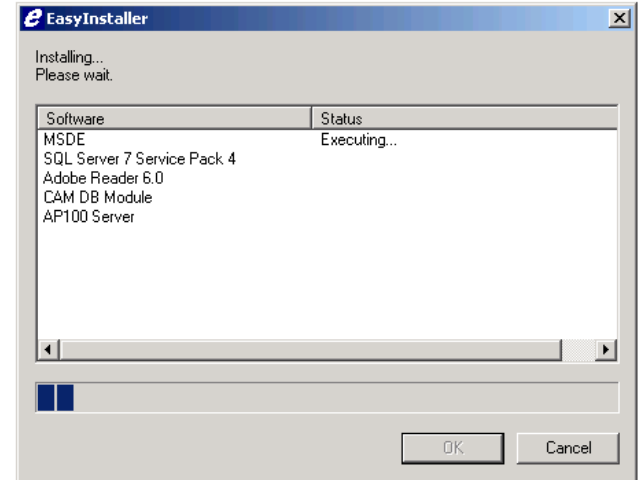 EasyInstaller
Installing...
Please wait.
Software Status
MSDE Executing...
SQL Server 7 Service Pack 4
Adobe Reader 6.0
CAM DB Module
AP100 Server
OK Cancel